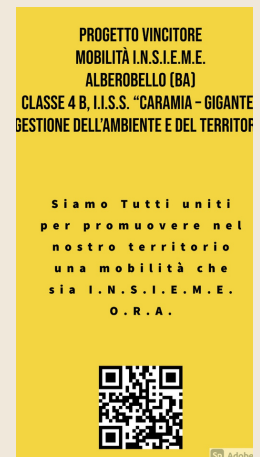 PROGETTO VINCITORE
MOBILITÀ I.N.S.I.E.M.E.
ALBEROBELLO (BA)
CLASSE 4 B, I.I.S.S. “CARAMIA – GIGANTE
GESTIONE DELL’AMBIENTE E DEL TERRITOR
Siamo Tutti uniti
per promuovere nel
nostro territorio
una mobilità che
sia I.N.S.I.E.M.E.
O.R.A.
Adobe